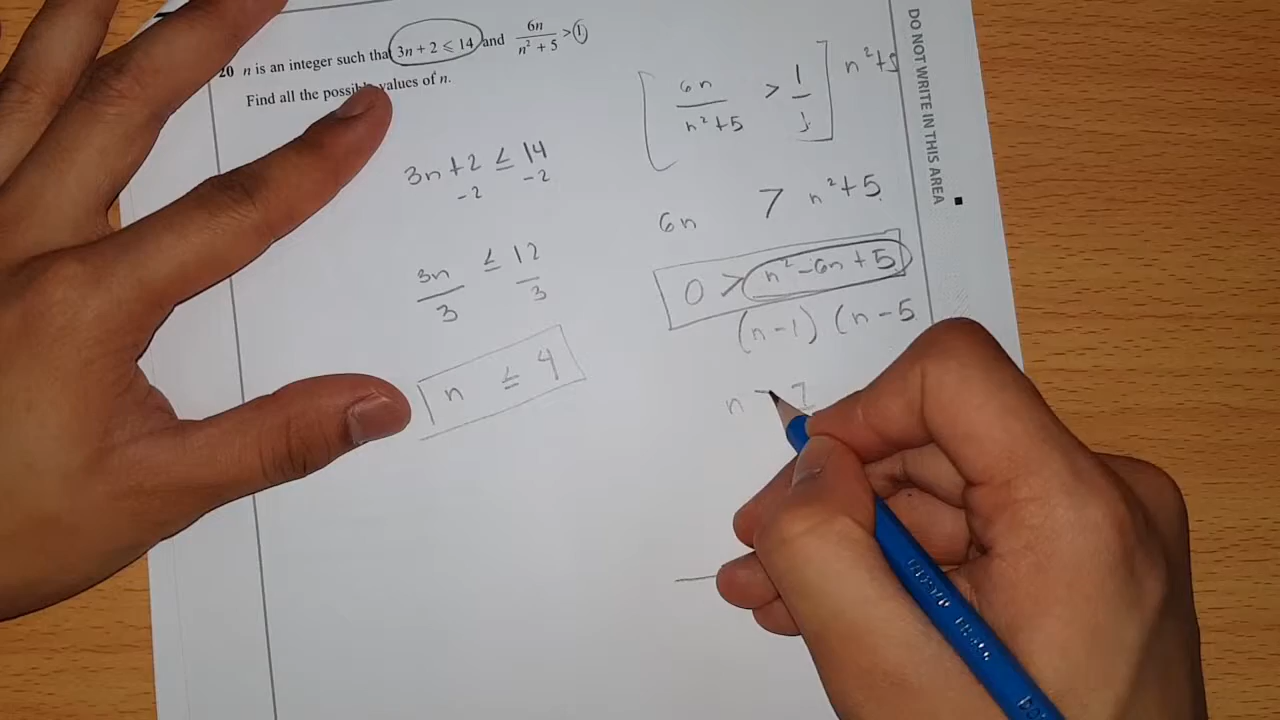 20 n is an integer such that 3n + 2 ⩽ 14 and 6n / n² + 5 > 1
Find all the possible values of n.
3n+2 ≤ 14
-2 -2
3n / 3 ≤ 12 / 3
n ≤ 4
[ 6n / n²+5 > 1 / 1 ] n²+5
6n > n²+5
0 > n²-6n+5
(n-1) (n-5
n
DO NOT WRITE IN THIS AREA